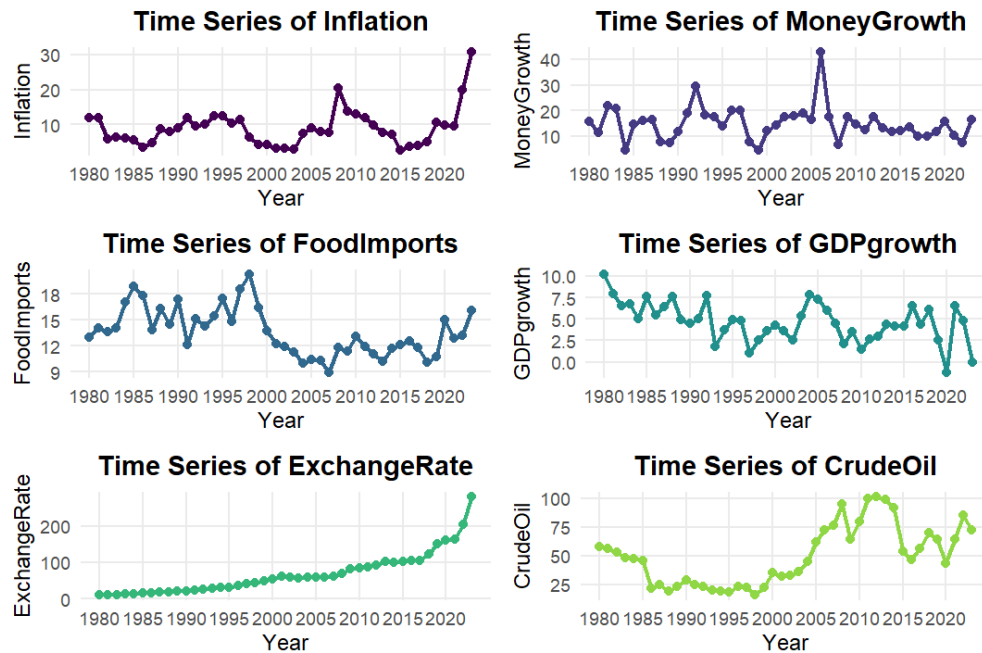 Time Series of Inflation
Inflation
30
20
10
1980 1985 1990 1995 2000 2005 2010 2015 2020
Year
Time Series of MoneyGrowth
MoneyGrowth
40
30
20
10
1980 1985 1990 1995 2000 2005 2010 2015 2020
Year
Time Series of FoodImports
FoodImports
18
15
12
9
1980 1985 1990 1995 2000 2005 2010 2015 2020
Year
Time Series of GDPgrowth
GDPgrowth
10.0
7.5
5.0
2.5
0.0
1980 1985 1990 1995 2000 2005 2010 2015 2020
Year
Time Series of ExchangeRate
ExchangeRate
200
100
0
1980 1985 1990 1995 2000 2005 2010 2015 2020
Year
Time Series of CrudeOil
CrudeOil
100
75
50
25
1980 1985 1990 1995 2000 2005 2010 2015 2020
Year